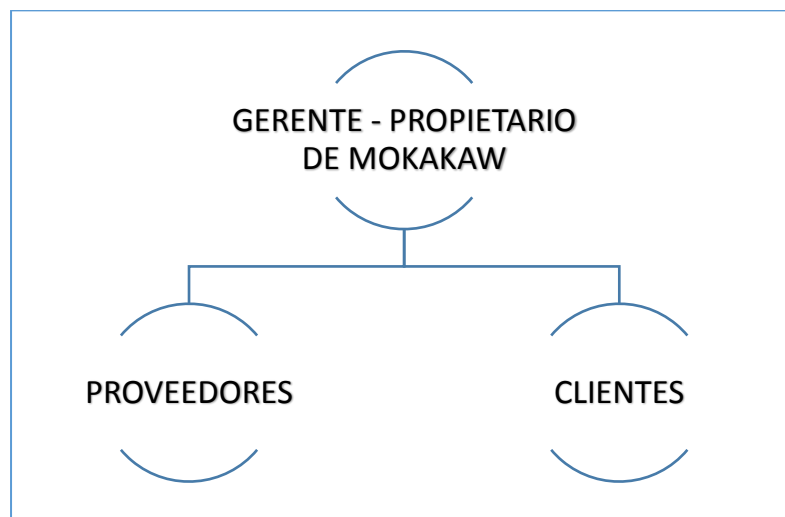 GERENTE - PROPIETARIO
DE MOKAKAW
PROVEEDORES
CLIENTES